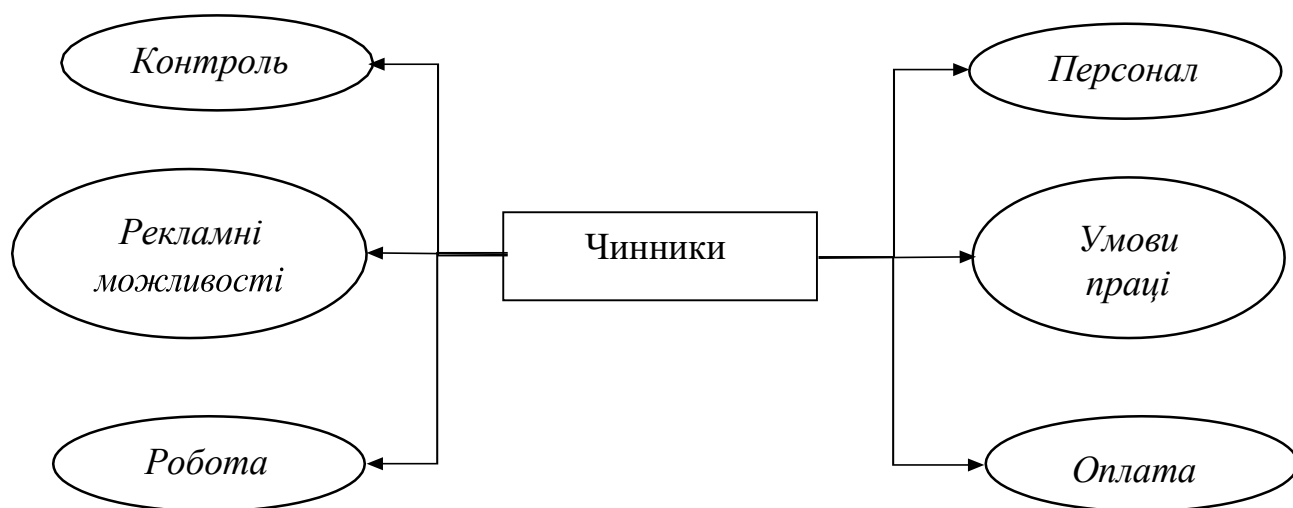 Контроль
Персонал
Рекламні
можливості
Чинники
Умови
праці
Робота
Оплата